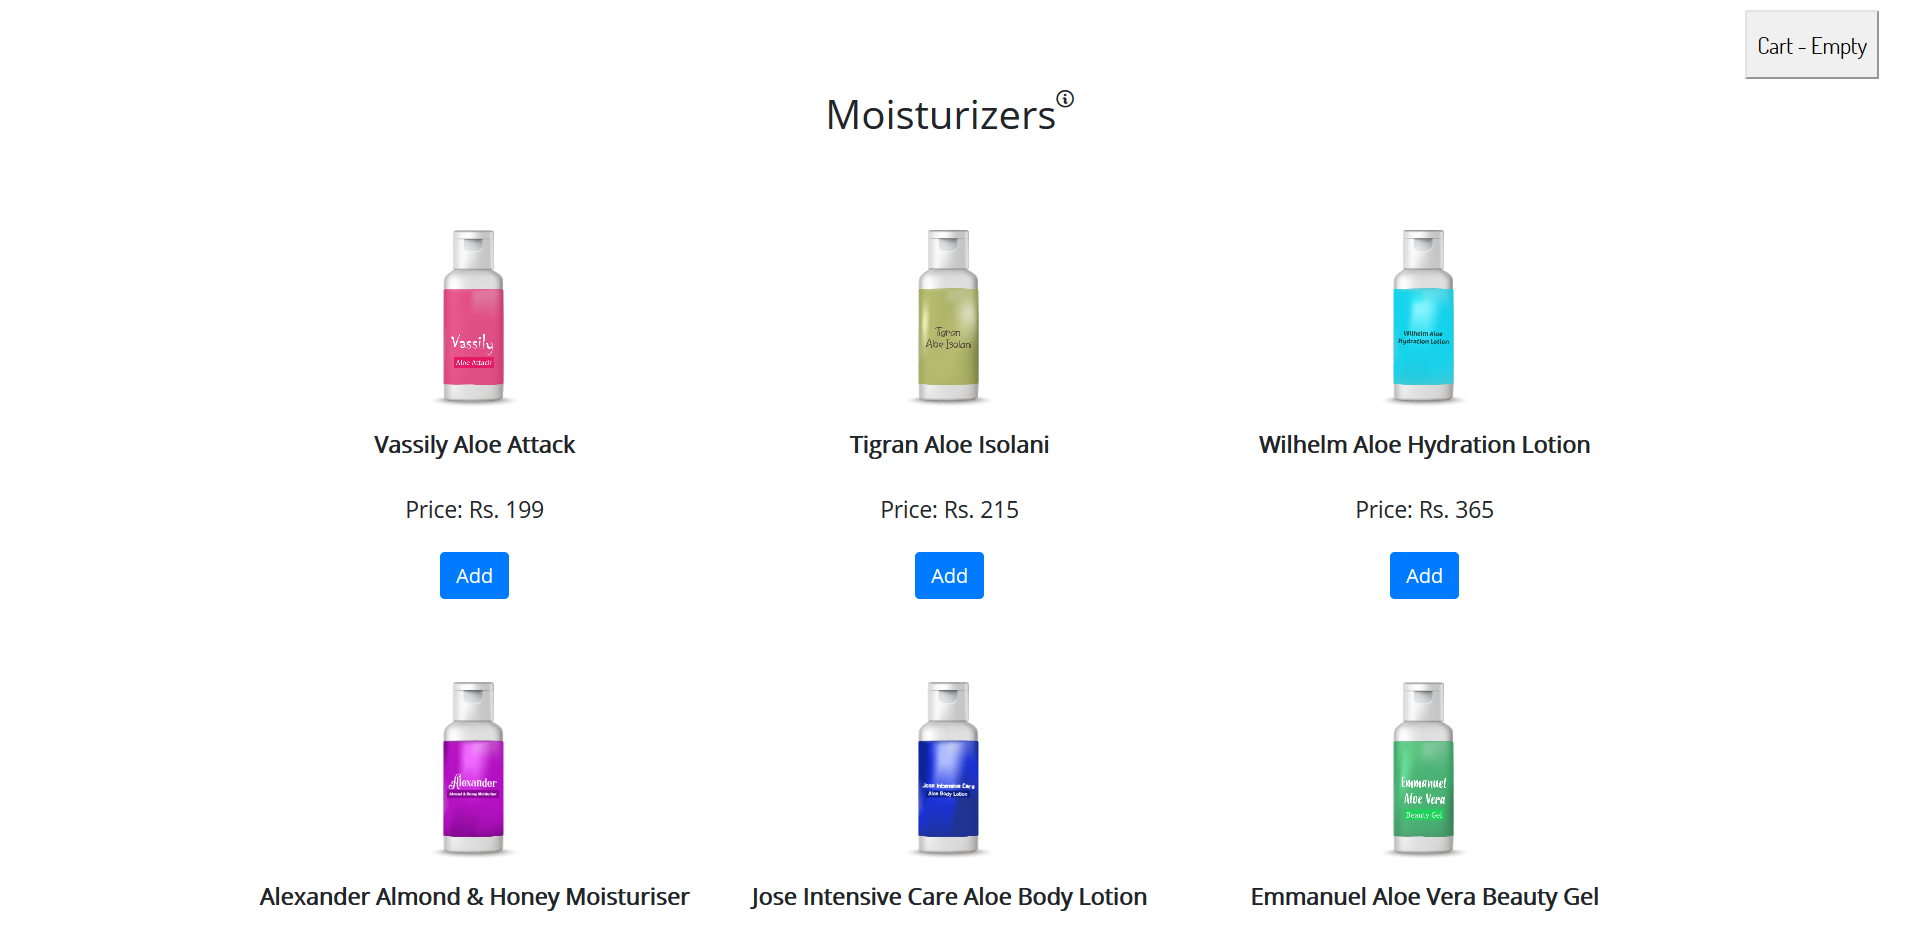 Cart - Empty
Moisturizers
Vassily
Aloe Attack
Tigran
Aloe Isolani
Wilhelm Aloe
Hydration Lotion
Vassily Aloe Attack
Tigran Aloe Isolani
Wilhelm Aloe Hydration Lotion
Price: Rs. 199
Price: Rs. 215
Price: Rs. 365
Add
Add
Add
Alexander
Almond & Honey Moisturiser
Jose Intensive Care
Aloe Body Lotion
Emmanuel
Aloe Vera
Beauty Gel
Alexander Almond & Honey Moisturiser
Jose Intensive Care Aloe Body Lotion
Emmanuel Aloe Vera Beauty Gel